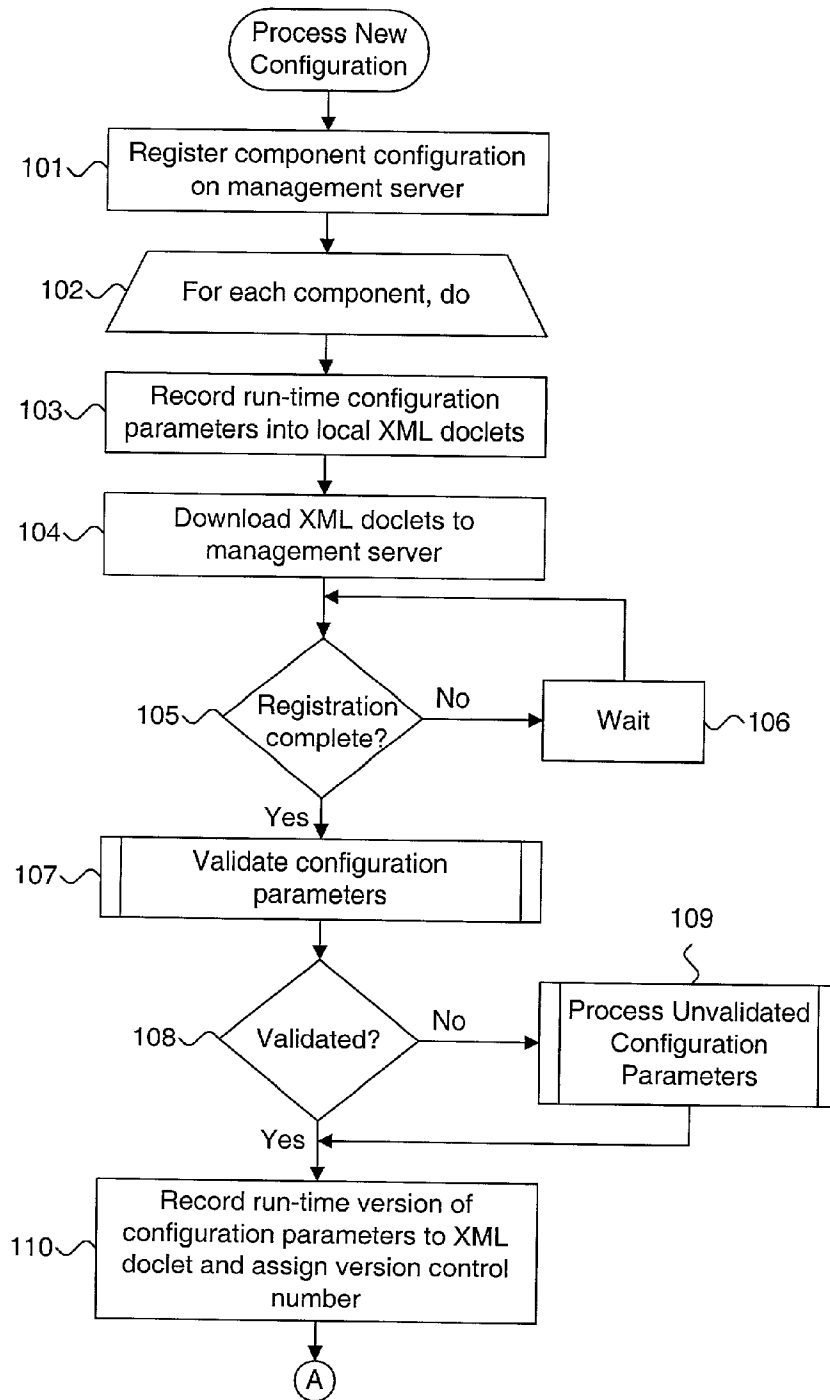 Process New
Configuration
101
Register component configuration
on management server
102
For each component, do
103
Record run-time configuration
parameters into local XML doclets
104
Download XML doclets to
management server
105
Registration
complete?
No
Wait
106
Yes
107
Validate configuration
parameters
108
Validated?
No
109
Process Unvalidated
Configuration
Parameters
Yes
110
Record run-time version of
configuration parameters to XML
doclet and assign version control
number
A